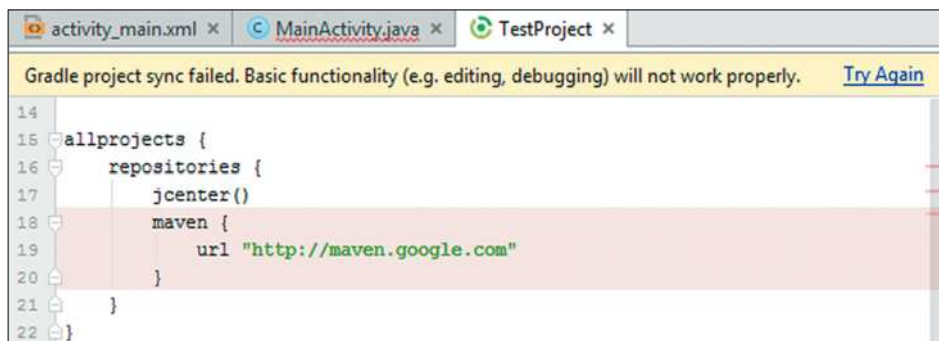 activity_main.xml × MainActivity.java × TestProject ×
Gradle project sync failed. Basic functionality (e.g. editing, debugging) will not work properly. Try Again
14
15 allprojects {
16 repositories {
17 jcenter()
18 maven {
19 url "http://maven.google.com"
20 }
21 }
22 }